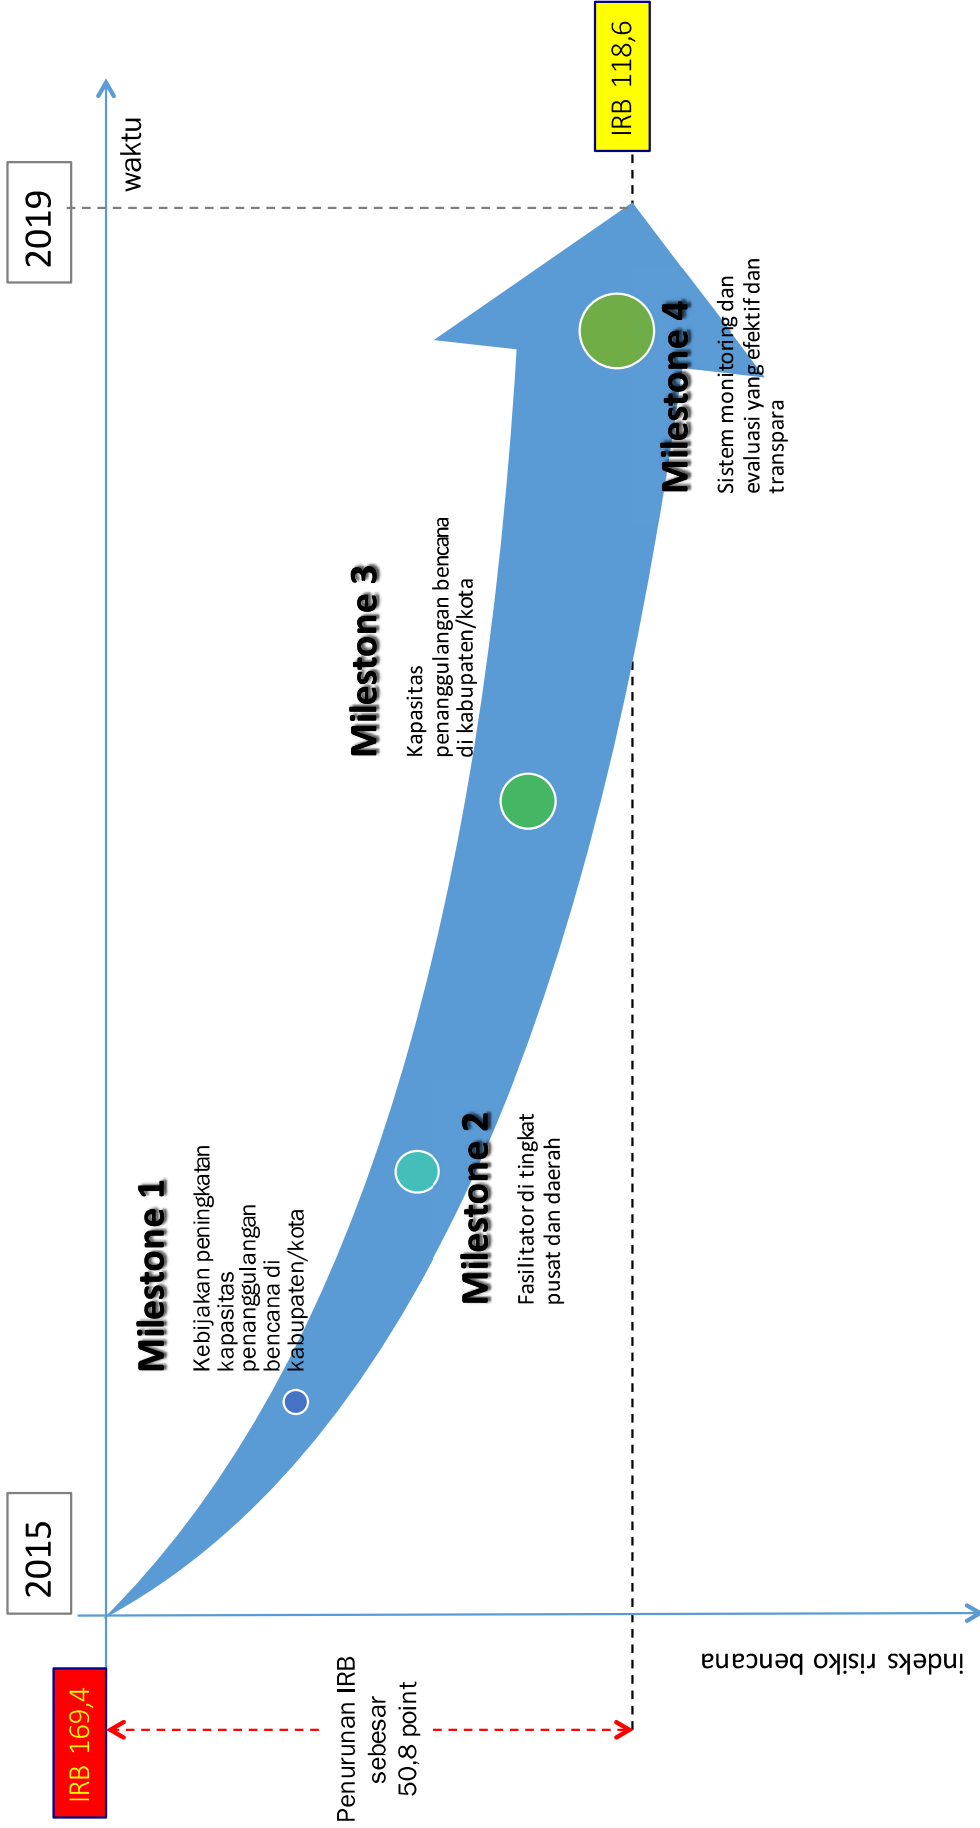 2015
2019
IRB 169,4
waktu
Milestone 1
Kebijakan peningkatan
kapasitas
penanggulangan
bencana di
kabupaten/kota
Milestone 3
Kapasitas
penanggulangan bencana
di kabupaten/kota
Penurunan IRB
sebesar
50,8 point
Milestone 2
Fasilitator di tingkat
pusat dan daerah
IRB 118,6
Milestone 4
Sistem monitoring dan
evaluasi yang efektif dan
transpara
indeks risiko bencana